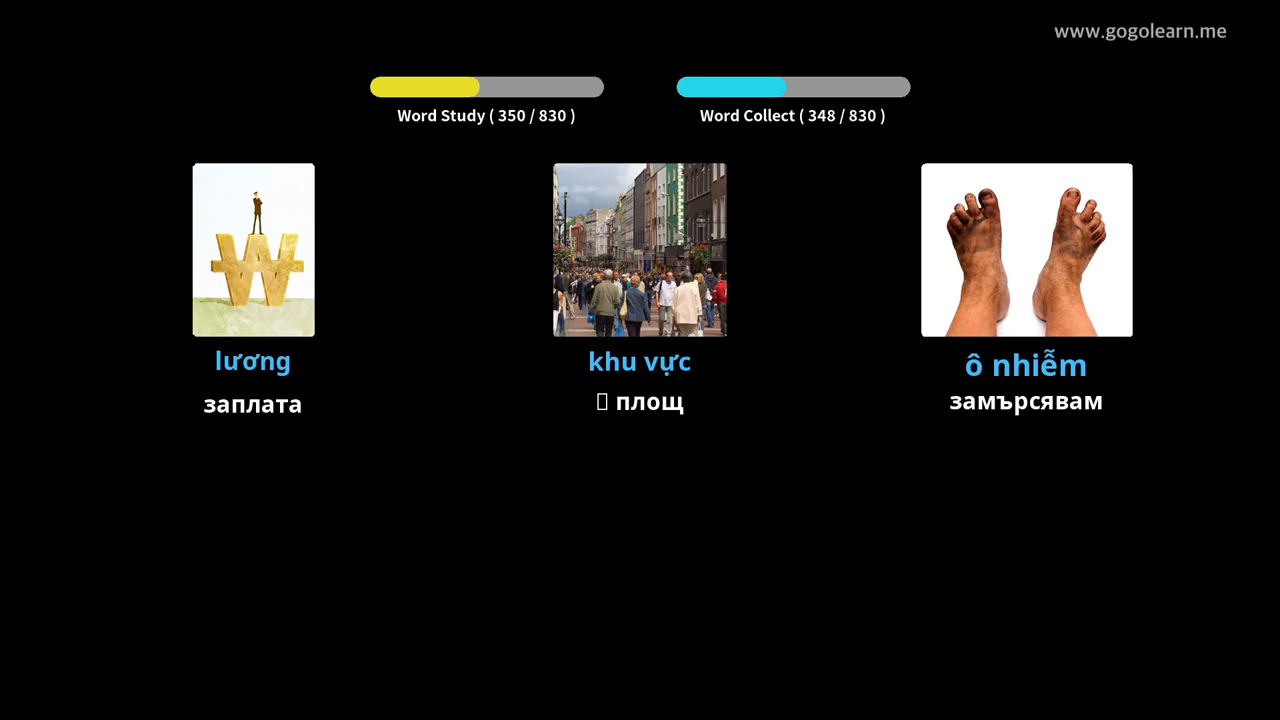 www.gogolearn.me
Word Study ( 350 / 830 )
Word Collect ( 348 / 830 )
lương
khu vực
ô nhiễm
заплата
площ
замърсявам